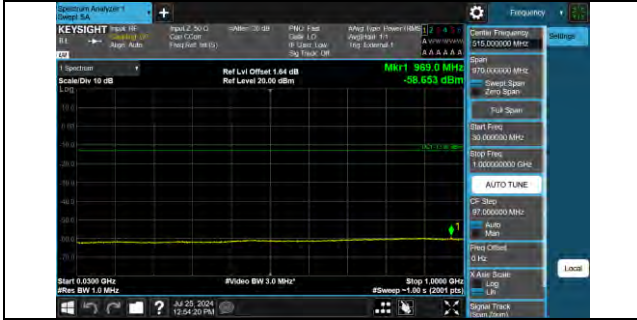 Spectrum Analyzer 1
Swept SA
Frequency
KEYSIGHT
Input: RF
Align: Auto
Input Z: 50 Ω
Corr CCorr
Freq Ref: Int (S)
#Atten: 30 dB
PNO: Fast
Gate: LO
IF Gain: Low
Sig Track: Off
Avg Type: Power (RMS)
Trig: External 1
A A A A A A
1 Spectrum
Scale/Div 10 dB
Log
Ref Lvl Offset 1.64 dB
Ref Level 20.00 dBm
Mkr1 969.0 MHz
-58.653 dBm
10.0
0.00
1
Start 0.0300 GHz
#Res BW 1.0 MHz
#Video BW 3.0 MHz*
Stop 1.0000 GHz
#Sweep ~1.00 s (2001 pts)
Jul 25, 2024
12:54:20 PM
Center Frequency
515.000000 MHz
Settings
Span
970.000000 MHz
Swept Span
Zero Span
Full Span
Start Freq
30.000000 MHz
Stop Freq
1.000000000 GHz
AUTO TUNE
CF Step
97.000000 MHz
Auto
Man
Freq Offset
0 Hz
X Axis Scale
Log
Lin
Signal Track
(Span Zoom)
Local